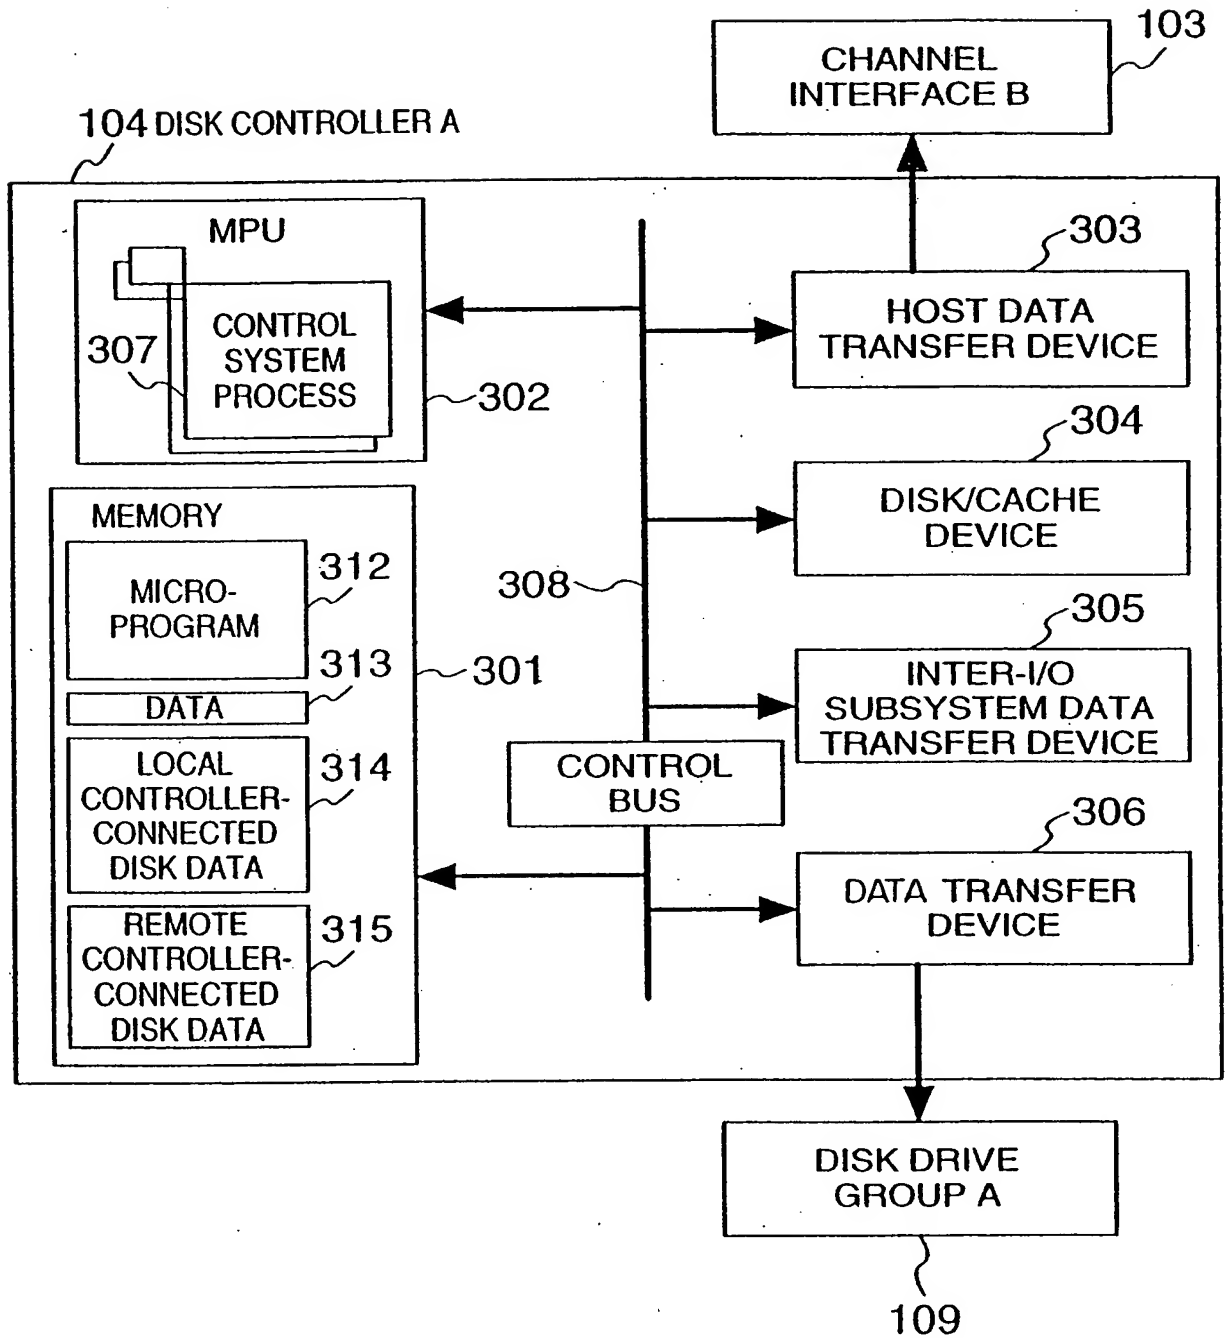 103
CHANNEL
INTERFACE B
104 DISK CONTROLLER A
MPU
307
CONTROL
SYSTEM
PROCESS
302
303
HOST DATA
TRANSFER DEVICE
304
DISK/CACHE
DEVICE
MEMORY
MICRO-
PROGRAM
312
313
DATA
301
LOCAL
CONTROLLER-
CONNECTED
DISK DATA
314
REMOTE
CONTROLLER-
CONNECTED
DISK DATA
315
308
305
INTER-I/O
SUBSYSTEM DATA
TRANSFER DEVICE
CONTROL
BUS
306
DATA TRANSFER
DEVICE
DISK DRIVE
GROUP A
109